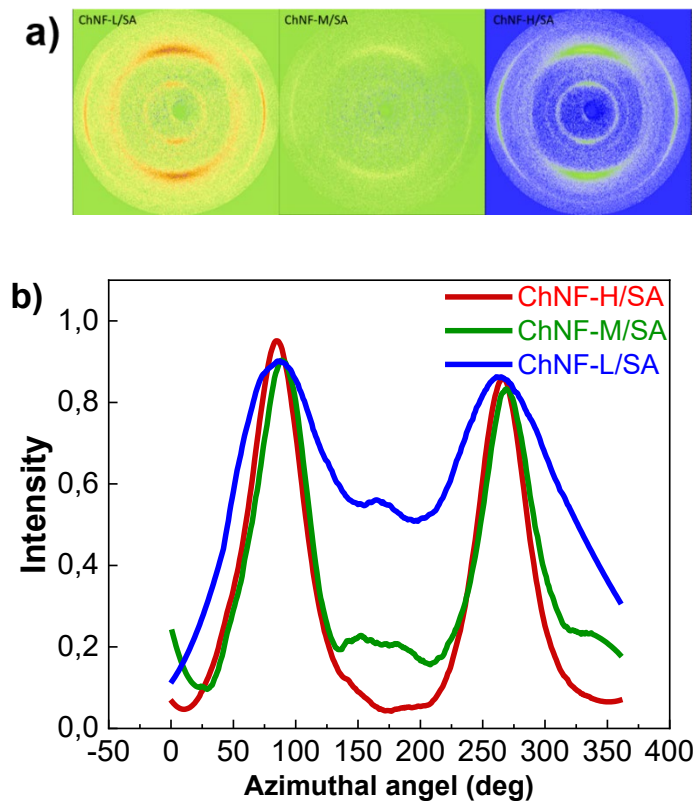 a)
ChNF-L/SA ChNF-M/SA ChNF-H/SA
b)
ChNF-H/SA
ChNF-M/SA
ChNF-L/SA
Intensity
1,0
0,8
0,6
0,4
0,2
0,0
-50 0 50 100 150 200 250 300 350 400
Azimuthal angel (deg)